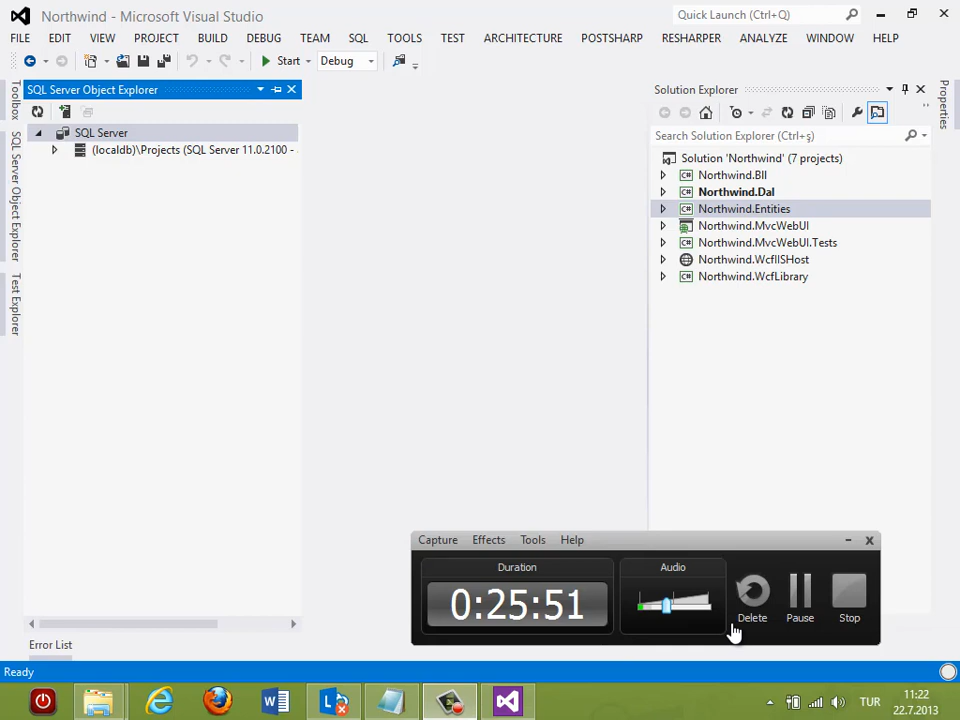 Northwind - Microsoft Visual Studio
Quick Launch (Ctrl+Q)
FILE EDIT VIEW PROJECT BUILD DEBUG TEAM SQL TOOLS TEST ARCHITECTURE POSTSHARP RESHARPER ANALYZE WINDOW HELP
Start Debug
Toolbox
SQL Server Object Explorer
Test Explorer
SQL Server Object Explorer
SQL Server
(localdb)\Projects (SQL Server 11.0.2100 -
Solution Explorer
Search Solution Explorer (Ctrl+ş)
Solution 'Northwind' (7 projects)
Northwind.Bll
Northwind.Dal
Northwind.Entities
Northwind.MvcWebUI
Northwind.MvcWebUI.Tests
Northwind.WcfIISHost
Northwind.WcfLibrary
Properties
Capture Effects Tools Help
Duration
0:25:51
Audio
Delete Pause Stop
Error List
Ready
TUR
11:22
22.7.2013